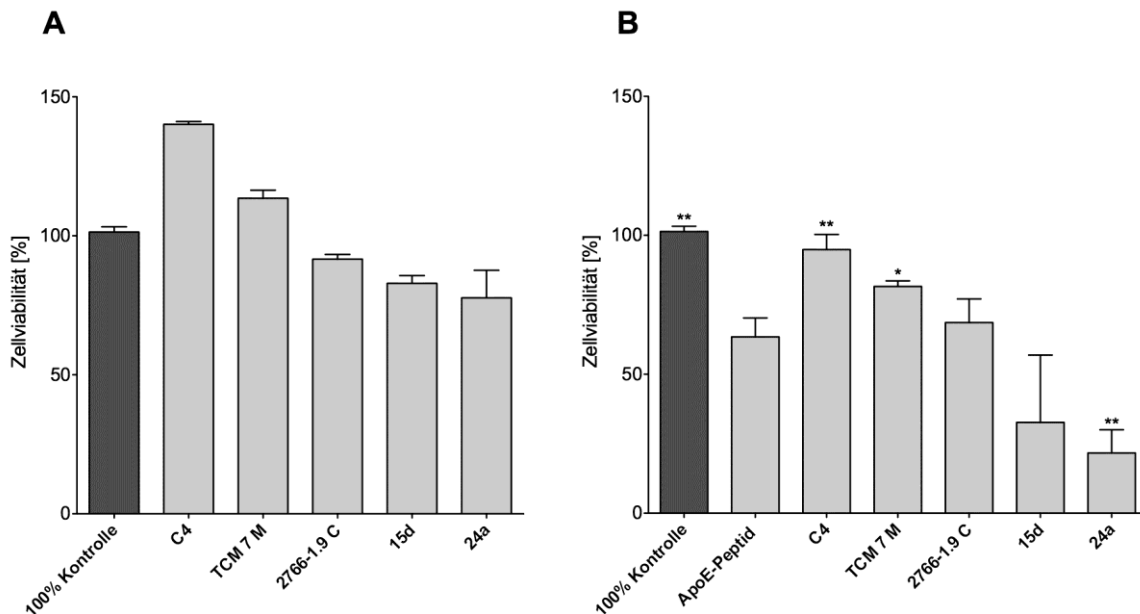 A
Zellviabilität [%]
150
100
50
0
100% Kontrolle
C4
TCM 7 M
2766-1.9 C
15d
24a
B
Zellviabilität [%]
150
100
50
0
**
**
*
**
100% Kontrolle
ApoE-Peptid
C4
TCM 7 M
2766-1.9 C
15d
24a